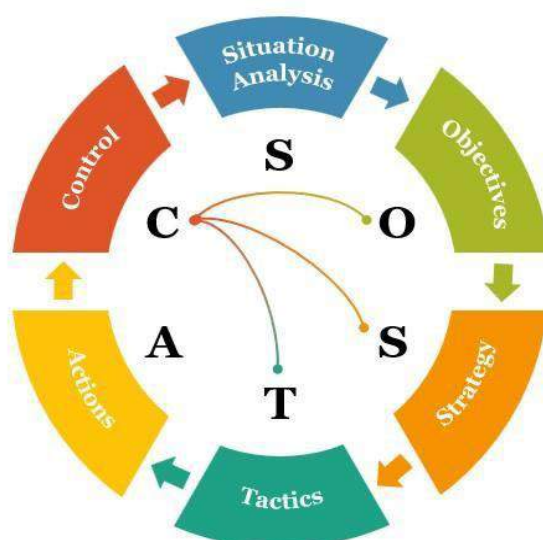 Situation
Analysis
Objectives
Strategy
Tactics
Actions
Control
S
O
S
T
A
C